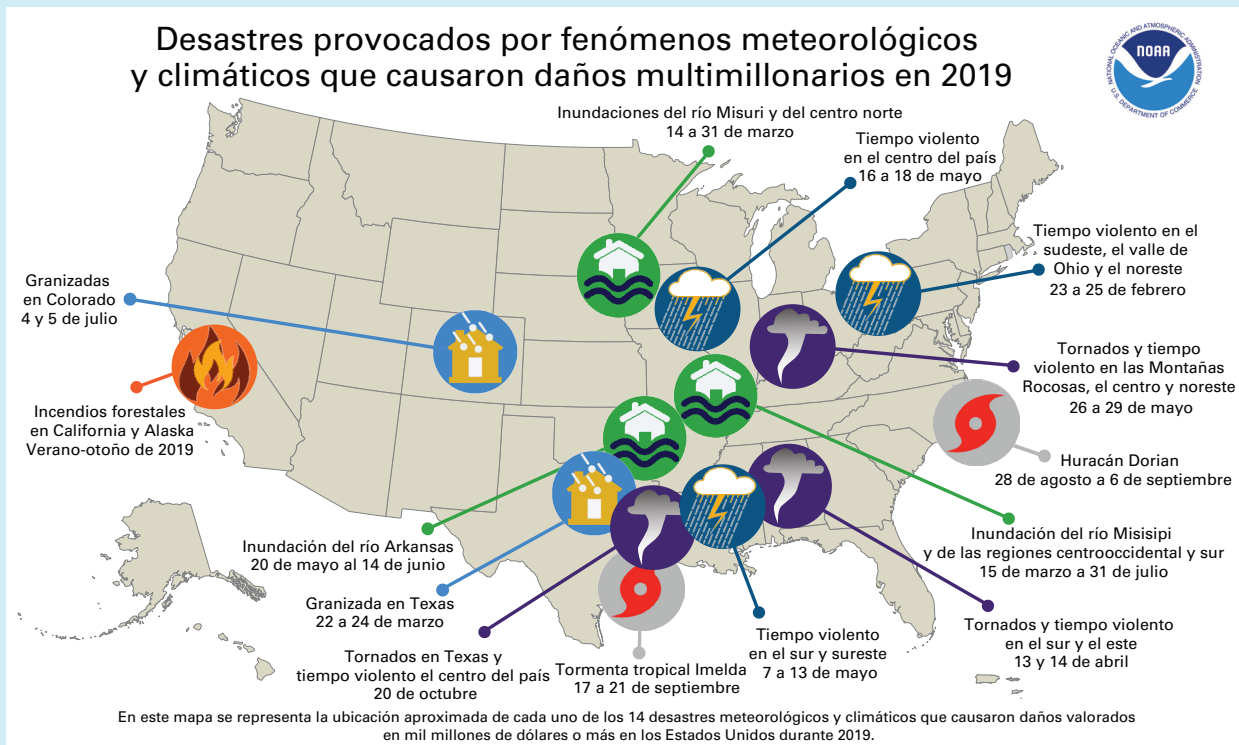 Desastres provocados por fenómenos meteorológicos
y climáticos que causaron daños multimillonarios en 2019
NATIONAL OCEANIC AND ATMOSPHERIC ADMINISTRATION
NOAA
U.S. DEPARTMENT OF COMMERCE
Inundaciones del río Misuri y del centro norte
14 a 31 de marzo
Tiempo violento
en el centro del país
16 a 18 de mayo
Tiempo violento en el
sudeste, el valle de
Ohio y el noreste
23 a 25 de febrero
Granizadas
en Colorado
4 y 5 de julio
Tornados y tiempo
violento en las Montañas
Rocosas, el centro y noreste
26 a 29 de mayo
Incendios forestales
en California y Alaska
Verano-otoño de 2019
Huracán Dorian
28 de agosto a 6 de septiembre
Inundación del río Arkansas
20 de mayo al 14 de junio
Inundación del río Misisipi
y de las regiones centrooccidental y sur
15 de marzo a 31 de julio
Granizada en Texas
22 a 24 de marzo
Tornados en Texas y
tiempo violento el centro del país
20 de octubre
Tormenta tropical Imelda
17 a 21 de septiembre
Tiempo violento
en el sur y sureste
7 a 13 de mayo
Tornados y tiempo violento
en el sur y el este
13 y 14 de abril
En este mapa se representa la ubicación aproximada de cada uno de los 14 desastres meteorológicos y climáticos que causaron daños valorados
en mil millones de dólares o más en los Estados Unidos durante 2019.